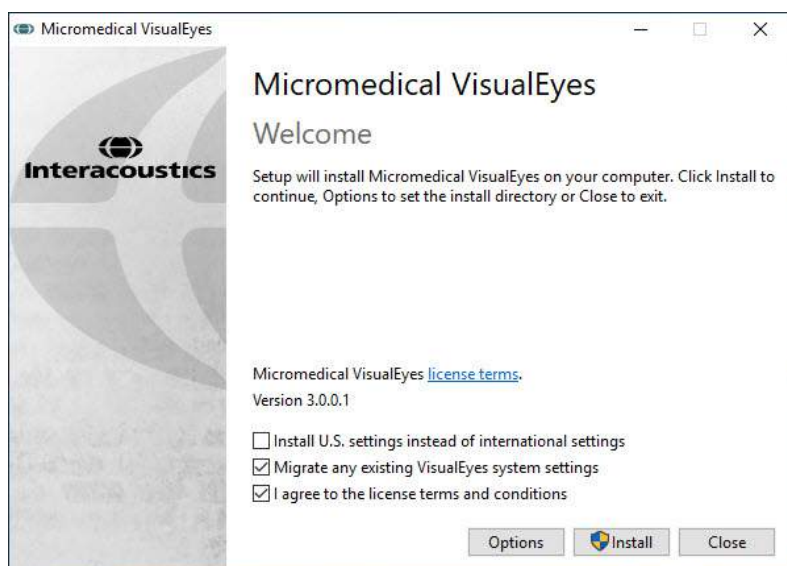 Micromedical VisualEyes
Interacoustics
Micromedical VisualEyes
Welcome
Setup will install Micromedical VisualEyes on your computer. Click Install to
continue, Options to set the install directory or Close to exit.
Micromedical VisualEyes license terms.
Version 3.0.0.1
Install U.S. settings instead of international settings
Migrate any existing VisualEyes system settings
I agree to the license terms and conditions
Options Install Close